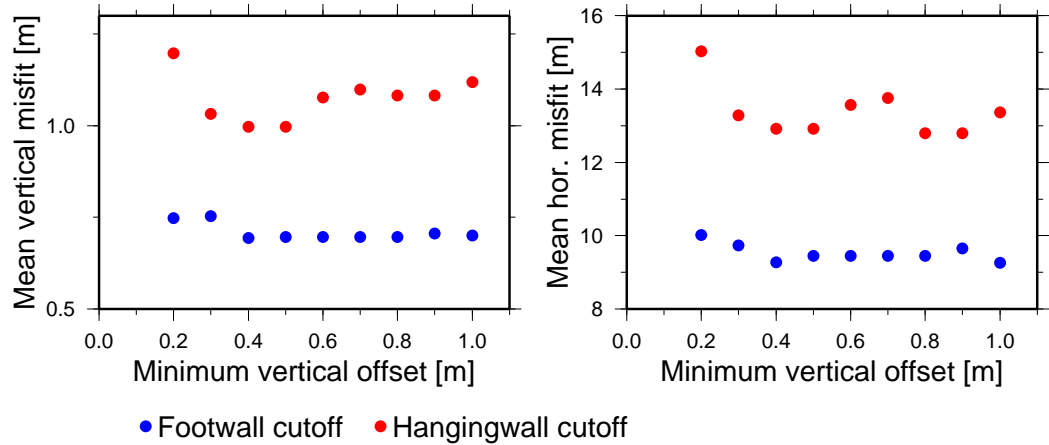 Mean vertical misfit [m]
1.0
0.5
0.0 0.2 0.4 0.6 0.8 1.0
Minimum vertical offset [m]
Mean hor. misfit [m]
16
14
12
10
8
0.0 0.2 0.4 0.6 0.8 1.0
Minimum vertical offset [m]
Footwall cutoff Hangingwall cutoff